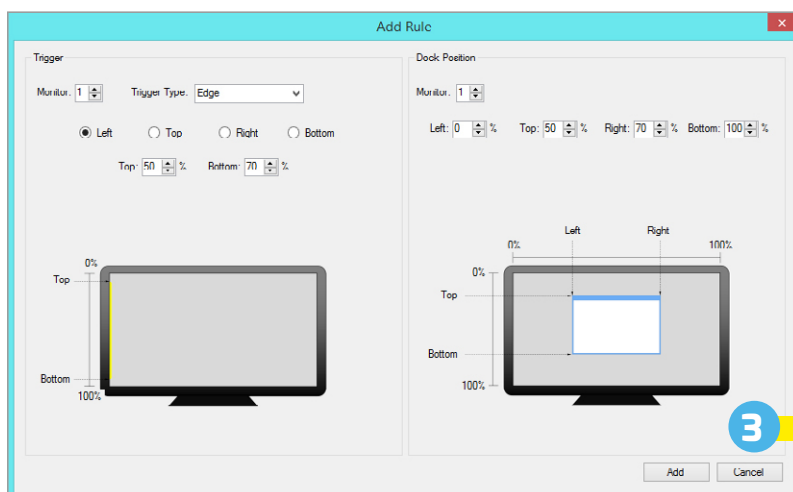 Add Rule
Trigger
Monitor: 1 Trigger Type: Edge
Left Top Right Bottom
Top: 50 % Bottom: 70 %
0%
Top
Bottom
100%
Dock Position
Monitor: 1
Left: 0 % Top: 50 % Right: 70 % Bottom: 100 %
Left Right
0% 100%
0%
Top
Bottom
100%
3
Add Cancel